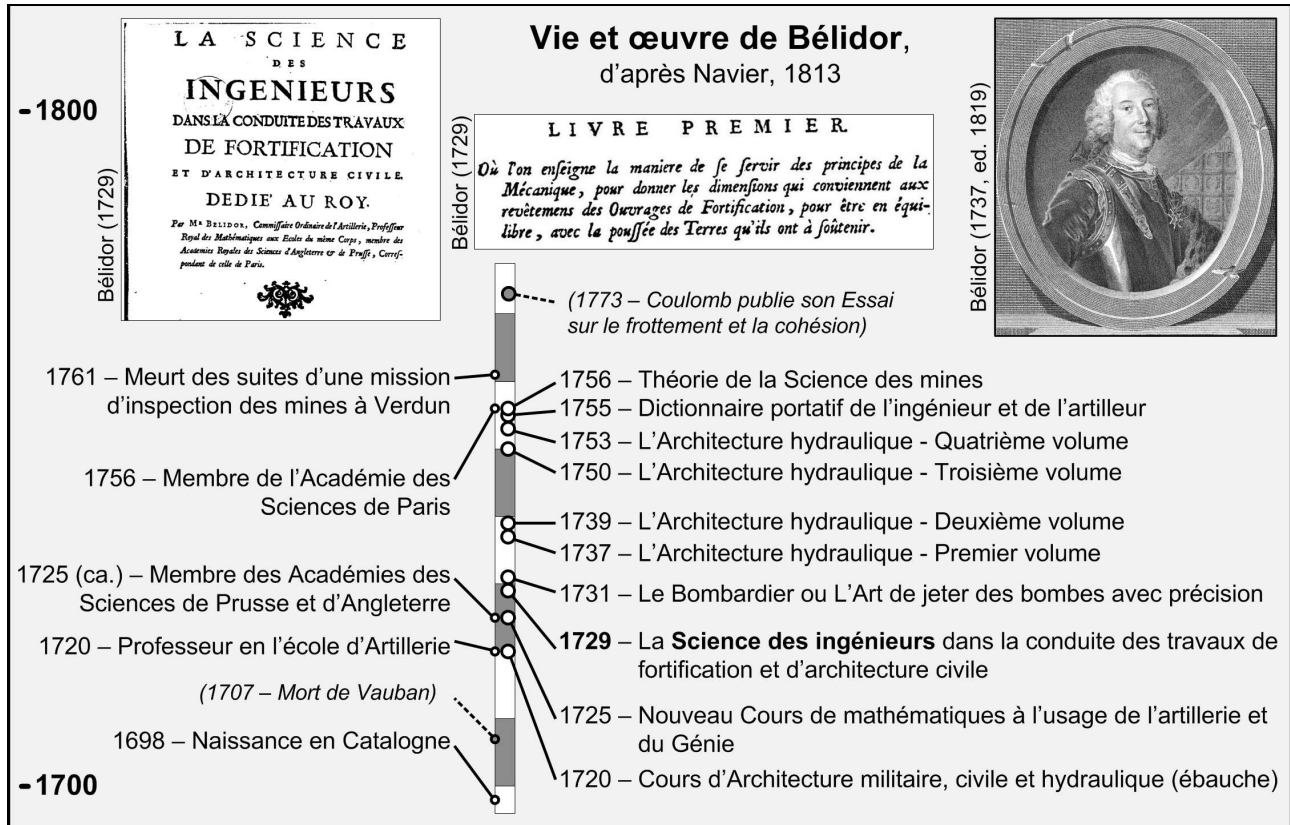 Vie et œuvre de Bélidor,
d'après Navier, 1813
-1800
Bélidor (1729)
LA SCIENCE
DES
INGENIEURS
DANS LA CONDUITE DES TRAVAUX
DE FORTIFICATION
ET D'ARCHITECTURE CIVILE.
DEDIE' AU ROY.
Par Mr BELIDOR, Commissaire Ordinaire de l'Artillerie, Professeur
Royal des Mathématiques aux Ecoles du même Corps, membre des
Academies Royales des Sciences d'Angleterre & de Prusse, Corres-
pondant de celle de Paris.
Bélidor (1729)
LIVRE PREMIER.
Où l'on enseigne la maniere de se servir des principes de la
Mécanique, pour donner les dimensions qui conviennent aux
revêtemens des Ouvrages de Fortification, pour être en équi-
libre, avec la poussée des Terres qu'ils ont à soûtenir.
Bélidor (1737, ed. 1819)
(1773 – Coulomb publie son Essai
sur le frottement et la cohésion)
1761 – Meurt des suites d'une mission
d'inspection des mines à Verdun
1756 – Membre de l'Académie des
Sciences de Paris
1725 (ca.) – Membre des Académies des
Sciences de Prusse et d'Angleterre
1720 – Professeur en l'école d'Artillerie
(1707 – Mort de Vauban)
1698 – Naissance en Catalogne
-1700
1756 – Théorie de la Science des mines
1755 – Dictionnaire portatif de l'ingénieur et de l'artilleur
1753 – L'Architecture hydraulique - Quatrième volume
1750 – L'Architecture hydraulique - Troisième volume
1739 – L'Architecture hydraulique - Deuxième volume
1737 – L'Architecture hydraulique - Premier volume
1731 – Le Bombardier ou L'Art de jeter des bombes avec précision
1729 – La Science des ingénieurs dans la conduite des travaux de
fortification et d'architecture civile
1725 – Nouveau Cours de mathématiques à l'usage de l'artillerie et
du Génie
1720 – Cours d'Architecture militaire, civile et hydraulique (ébauche)